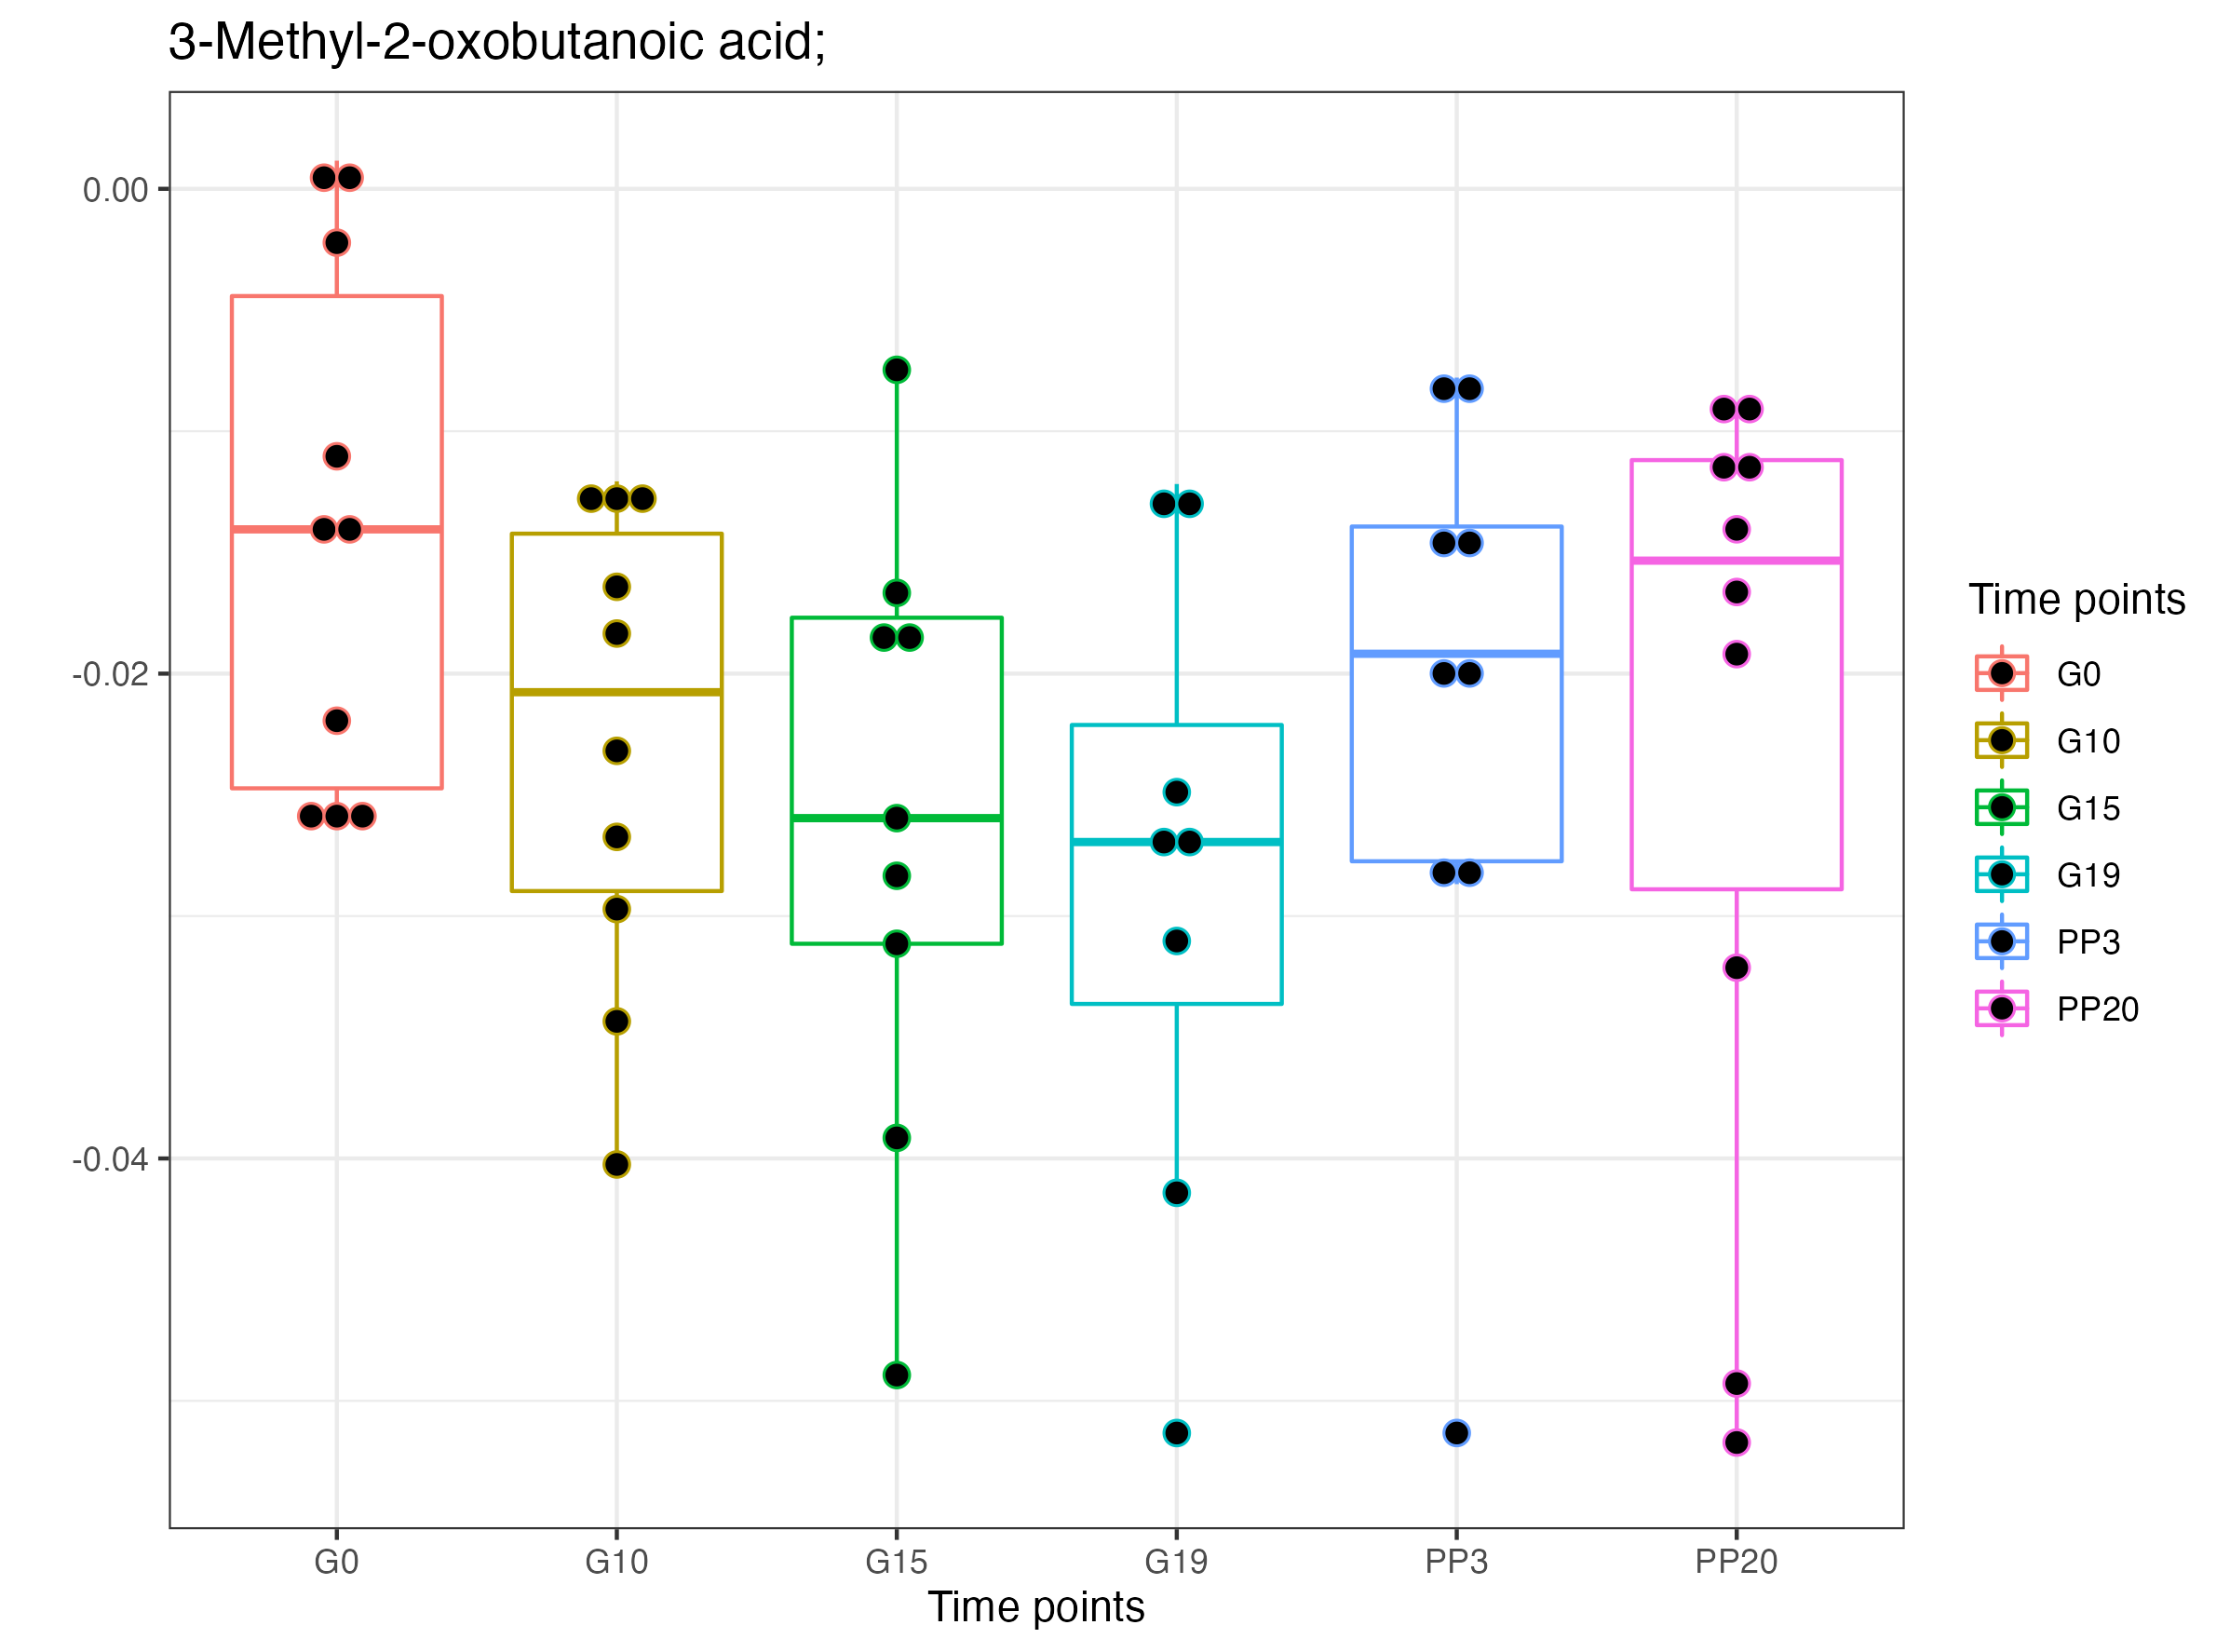 3-Methyl-2-oxobutanoic acid;
0.00
-0.02
-0.04
G0 G10 G15 G19 PP3 PP20
Time points
Time points
G0
G10
G15
G19
PP3
PP20